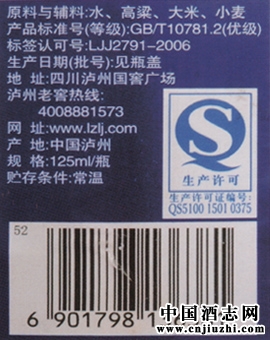 原料与辅料:水、高粱、大米、小麦
产品标准号(等级):GB/T10781.2(优级)
标签认可号:LJJ2791-2006
生产日期(批号):见瓶盖
地址:四川泸州国窖广场
泸州老窖热线:
4008881573
网址:www.lzlj.com
产地:中国泸州
规格:125ml/瓶
贮存条件:常温
生产许可
生产许可证编号:
QS5100 1501 0375
52
6 901798 1
中国酒志网
www.cnjiuzhi.com